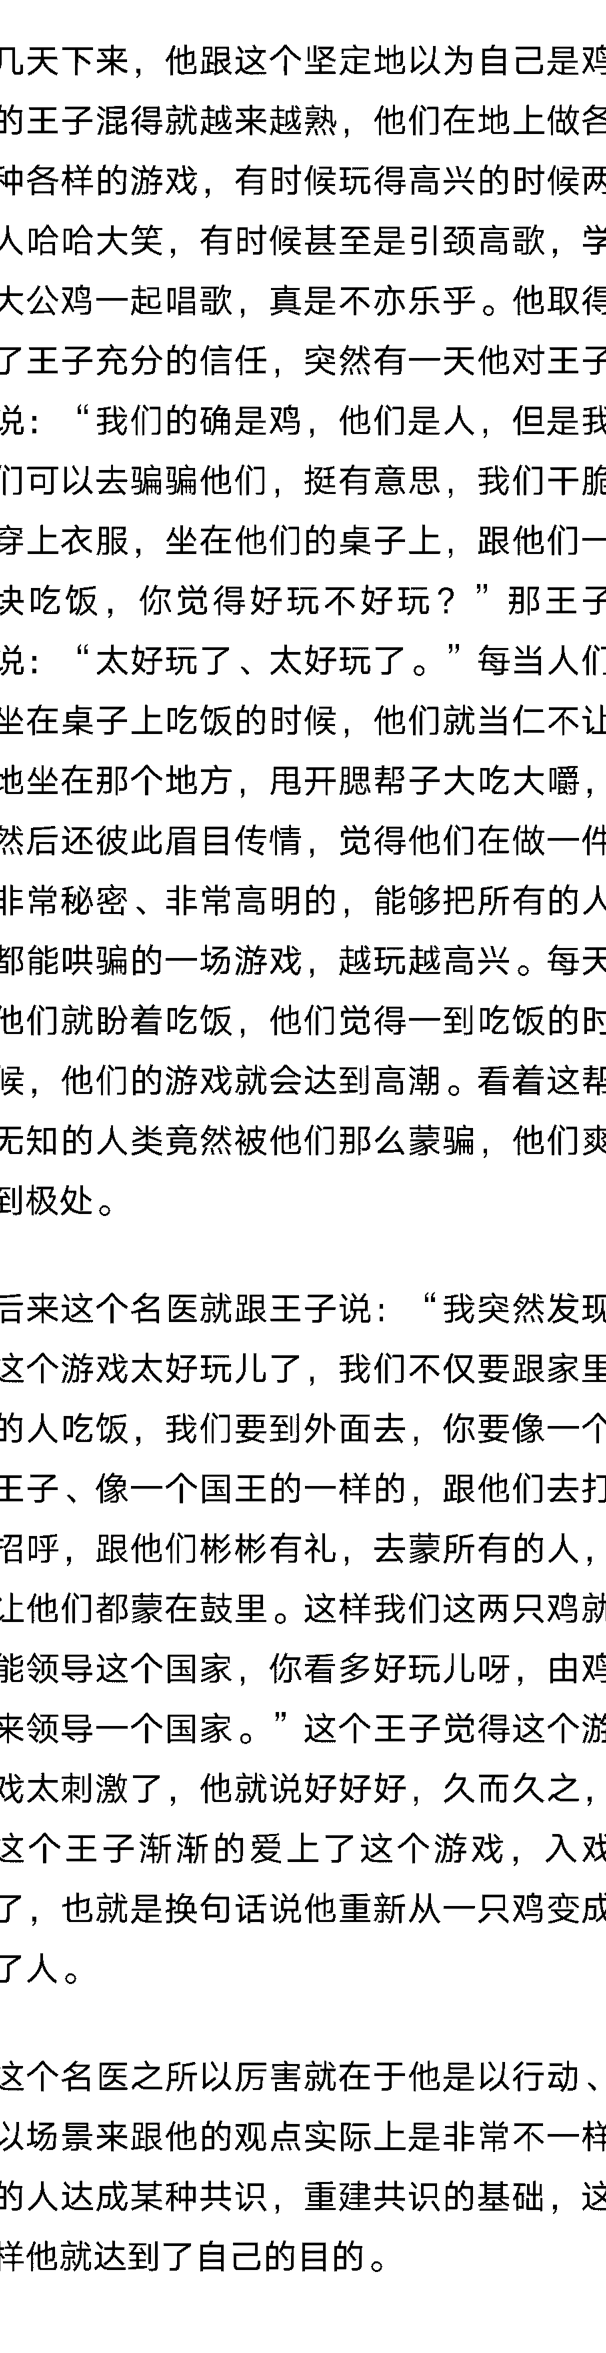 几天下来，他跟这个坚定地以为自己是鸡
的王子混得就越来越熟，他们在地上做各
种各样的游戏，有时候玩得高兴的时候两
人哈哈大笑，有时候甚至是引颈高歌，学
大公鸡一起唱歌，真是不亦乐乎。他取得
了王子充分的信任，突然有一天他对王子
说：“我们的确是鸡，他们是人，但是我
们可以去骗骗他们，挺有意思，我们干脆
穿上衣服，坐在他们的桌子上，跟他们一
块吃饭，你觉得好玩不好玩？”那王子
说：“太好玩了、太好玩了。”每当人们
坐在桌子上吃饭的时候，他们就当仁不让
地坐在那个地方，甩开腮帮子大吃大嚼，
然后还彼此眉目传情，觉得他们在做一件
非常秘密、非常高明的，能够把所有的人
都能哄骗的一场游戏，越玩越高兴。每天
他们就盼着吃饭，他们觉得一到吃饭的时
候，他们的游戏就会达到高潮。看着这帮
无知的人类竟然被他们那么蒙骗，他们爽
到极处。
后来这个名医就跟王子说：“我突然发现
这个游戏太好玩儿了，我们不仅要跟家里
的人吃饭，我们要到外面去，你要像一个
王子、像一个国王的一样的，跟他们去打
招呼，跟他们彬彬有礼，去蒙所有的人，
让他们都蒙在鼓里。这样我们这两只鸡就
能领导这个国家，你看多好玩儿呀，由鸡
来领导一个国家。”这个王子觉得这个游
戏太刺激了，他就说好好好，久而久之，
这个王子渐渐的爱上了这个游戏，入戏
了，也就是换句话说他重新从一只鸡变成
了人。
这个名医之所以厉害就在于他是以行动、
以场景来跟他的观点实际上是非常不一样
的人达成某种共识，重建共识的基础，这
样他就达到了自己的目的。